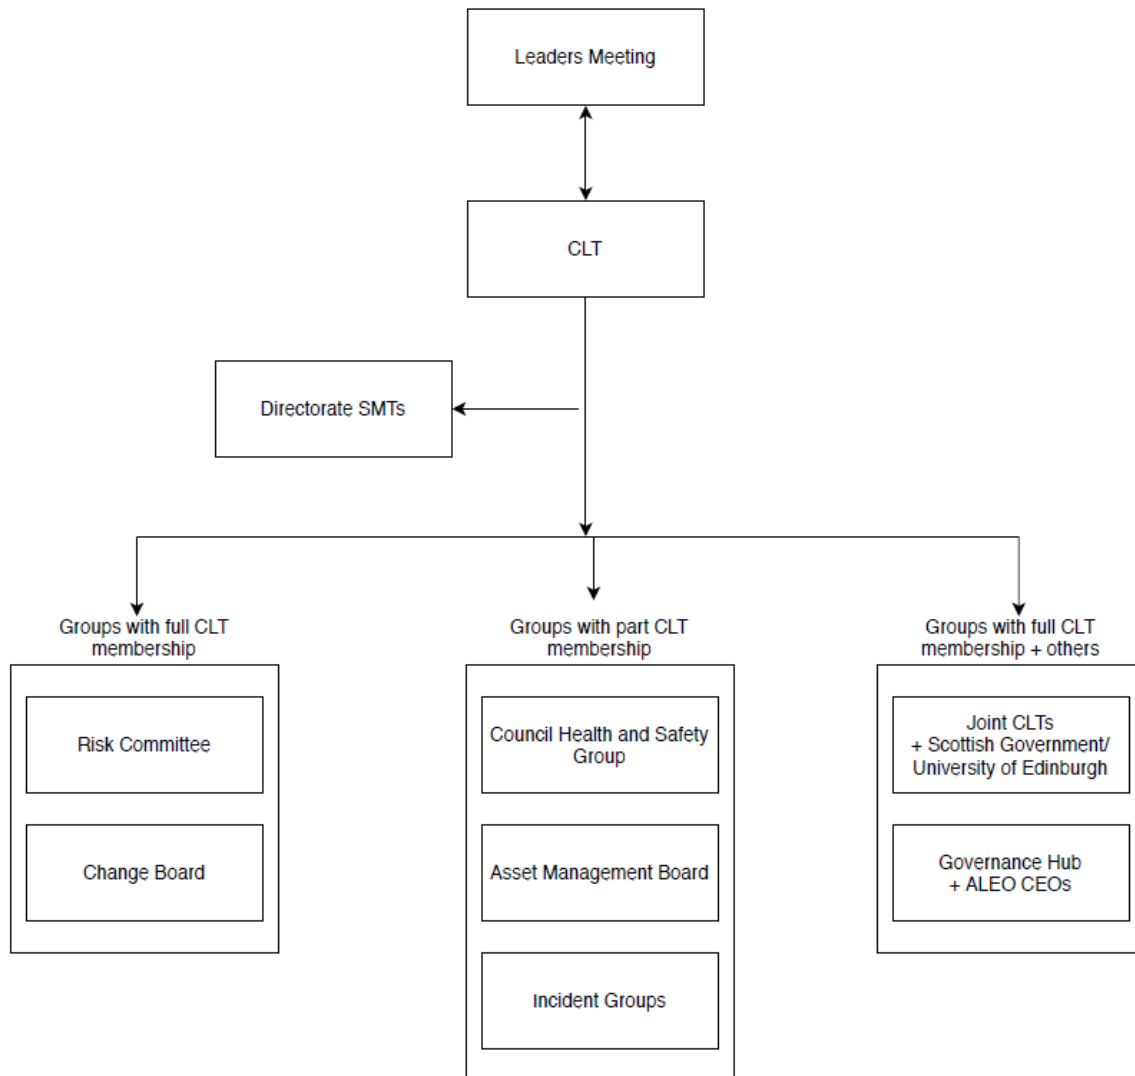 Leaders Meeting
CLT
Directorate SMTs
Groups with full CLT
membership
Risk Committee
Change Board
Groups with part CLT
membership
Council Health and Safety
Group
Asset Management Board
Incident Groups
Groups with full CLT
membership + others
Joint CLTs
+ Scottish Government/
University of Edinburgh
Governance Hub
+ ALEO CEOs